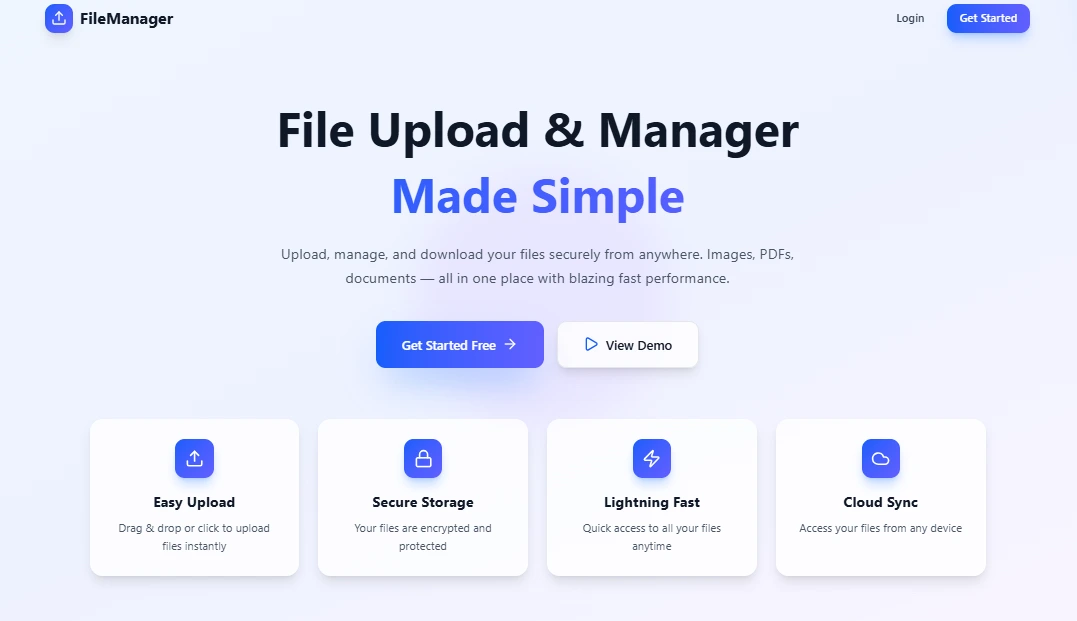 FileManager
Login
Get Started
File Upload & Manager
Made Simple
Upload, manage, and download your files securely from anywhere. Images, PDFs,
documents — all in one place with blazing fast performance.
Get Started Free
View Demo
Easy Upload
Drag & drop or click to upload
files instantly
Secure Storage
Your files are encrypted and
protected
Lightning Fast
Quick access to all your files
anytime
Cloud Sync
Access your files from any device